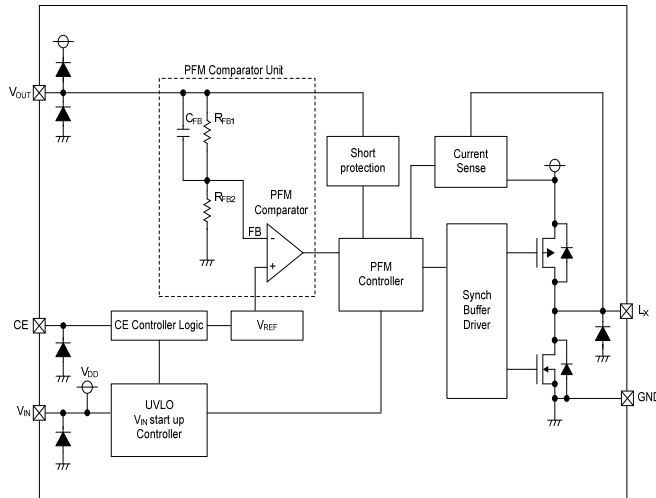 PFM Comparator Unit
VOUT
CFB
RFB1
Short
protection
Current
Sense
RFB2
PFM
Comparator
FB
-
+
PFM
Controller
Synch
Buffer
Driver
CE
CE Controller Logic
VREF
LX
VDD
VIN
UVLO
VIN start up
Controller
GND